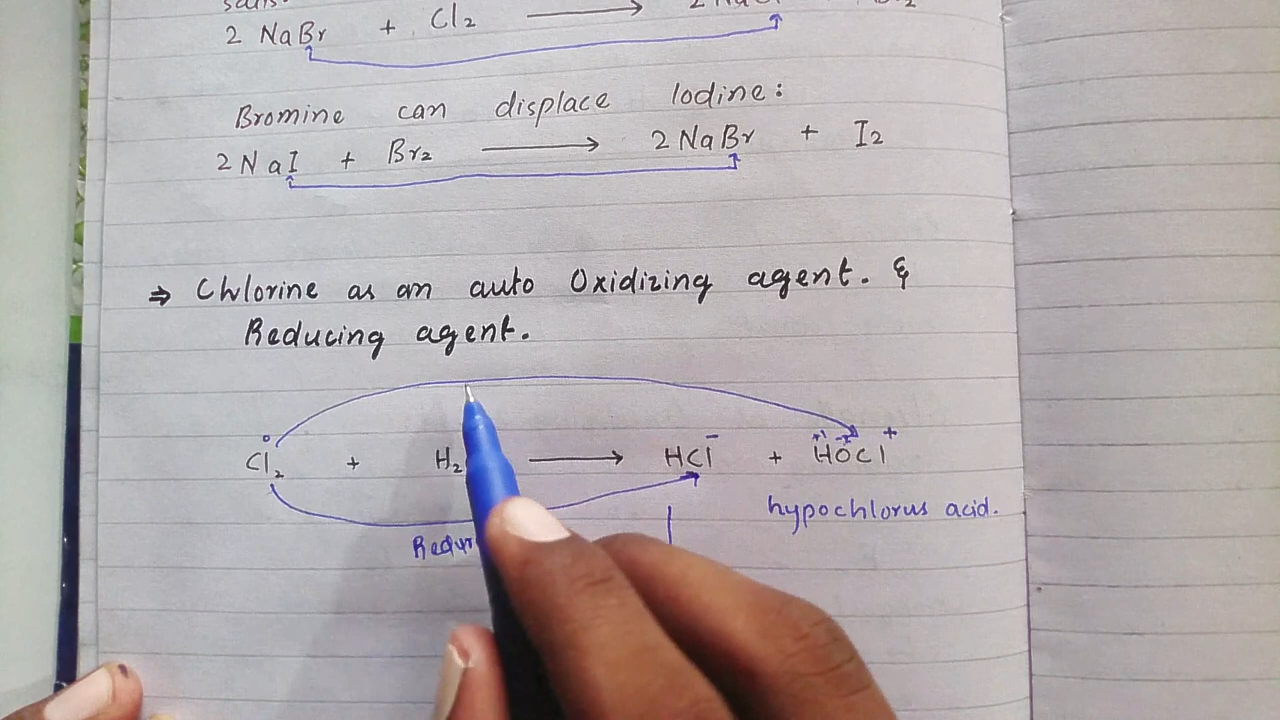 2 NaBr + Cl₂ ⟶
Bromine can displace Iodine:
2 NaI + Br₂ ⟶ 2 NaBr + I₂
⇒ Chlorine as an auto Oxidizing agent. &
Reducing agent.
Cl₂⁰ + H₂ ⟶ HCl⁻ + HOCl⁺
hypochlorus acid.